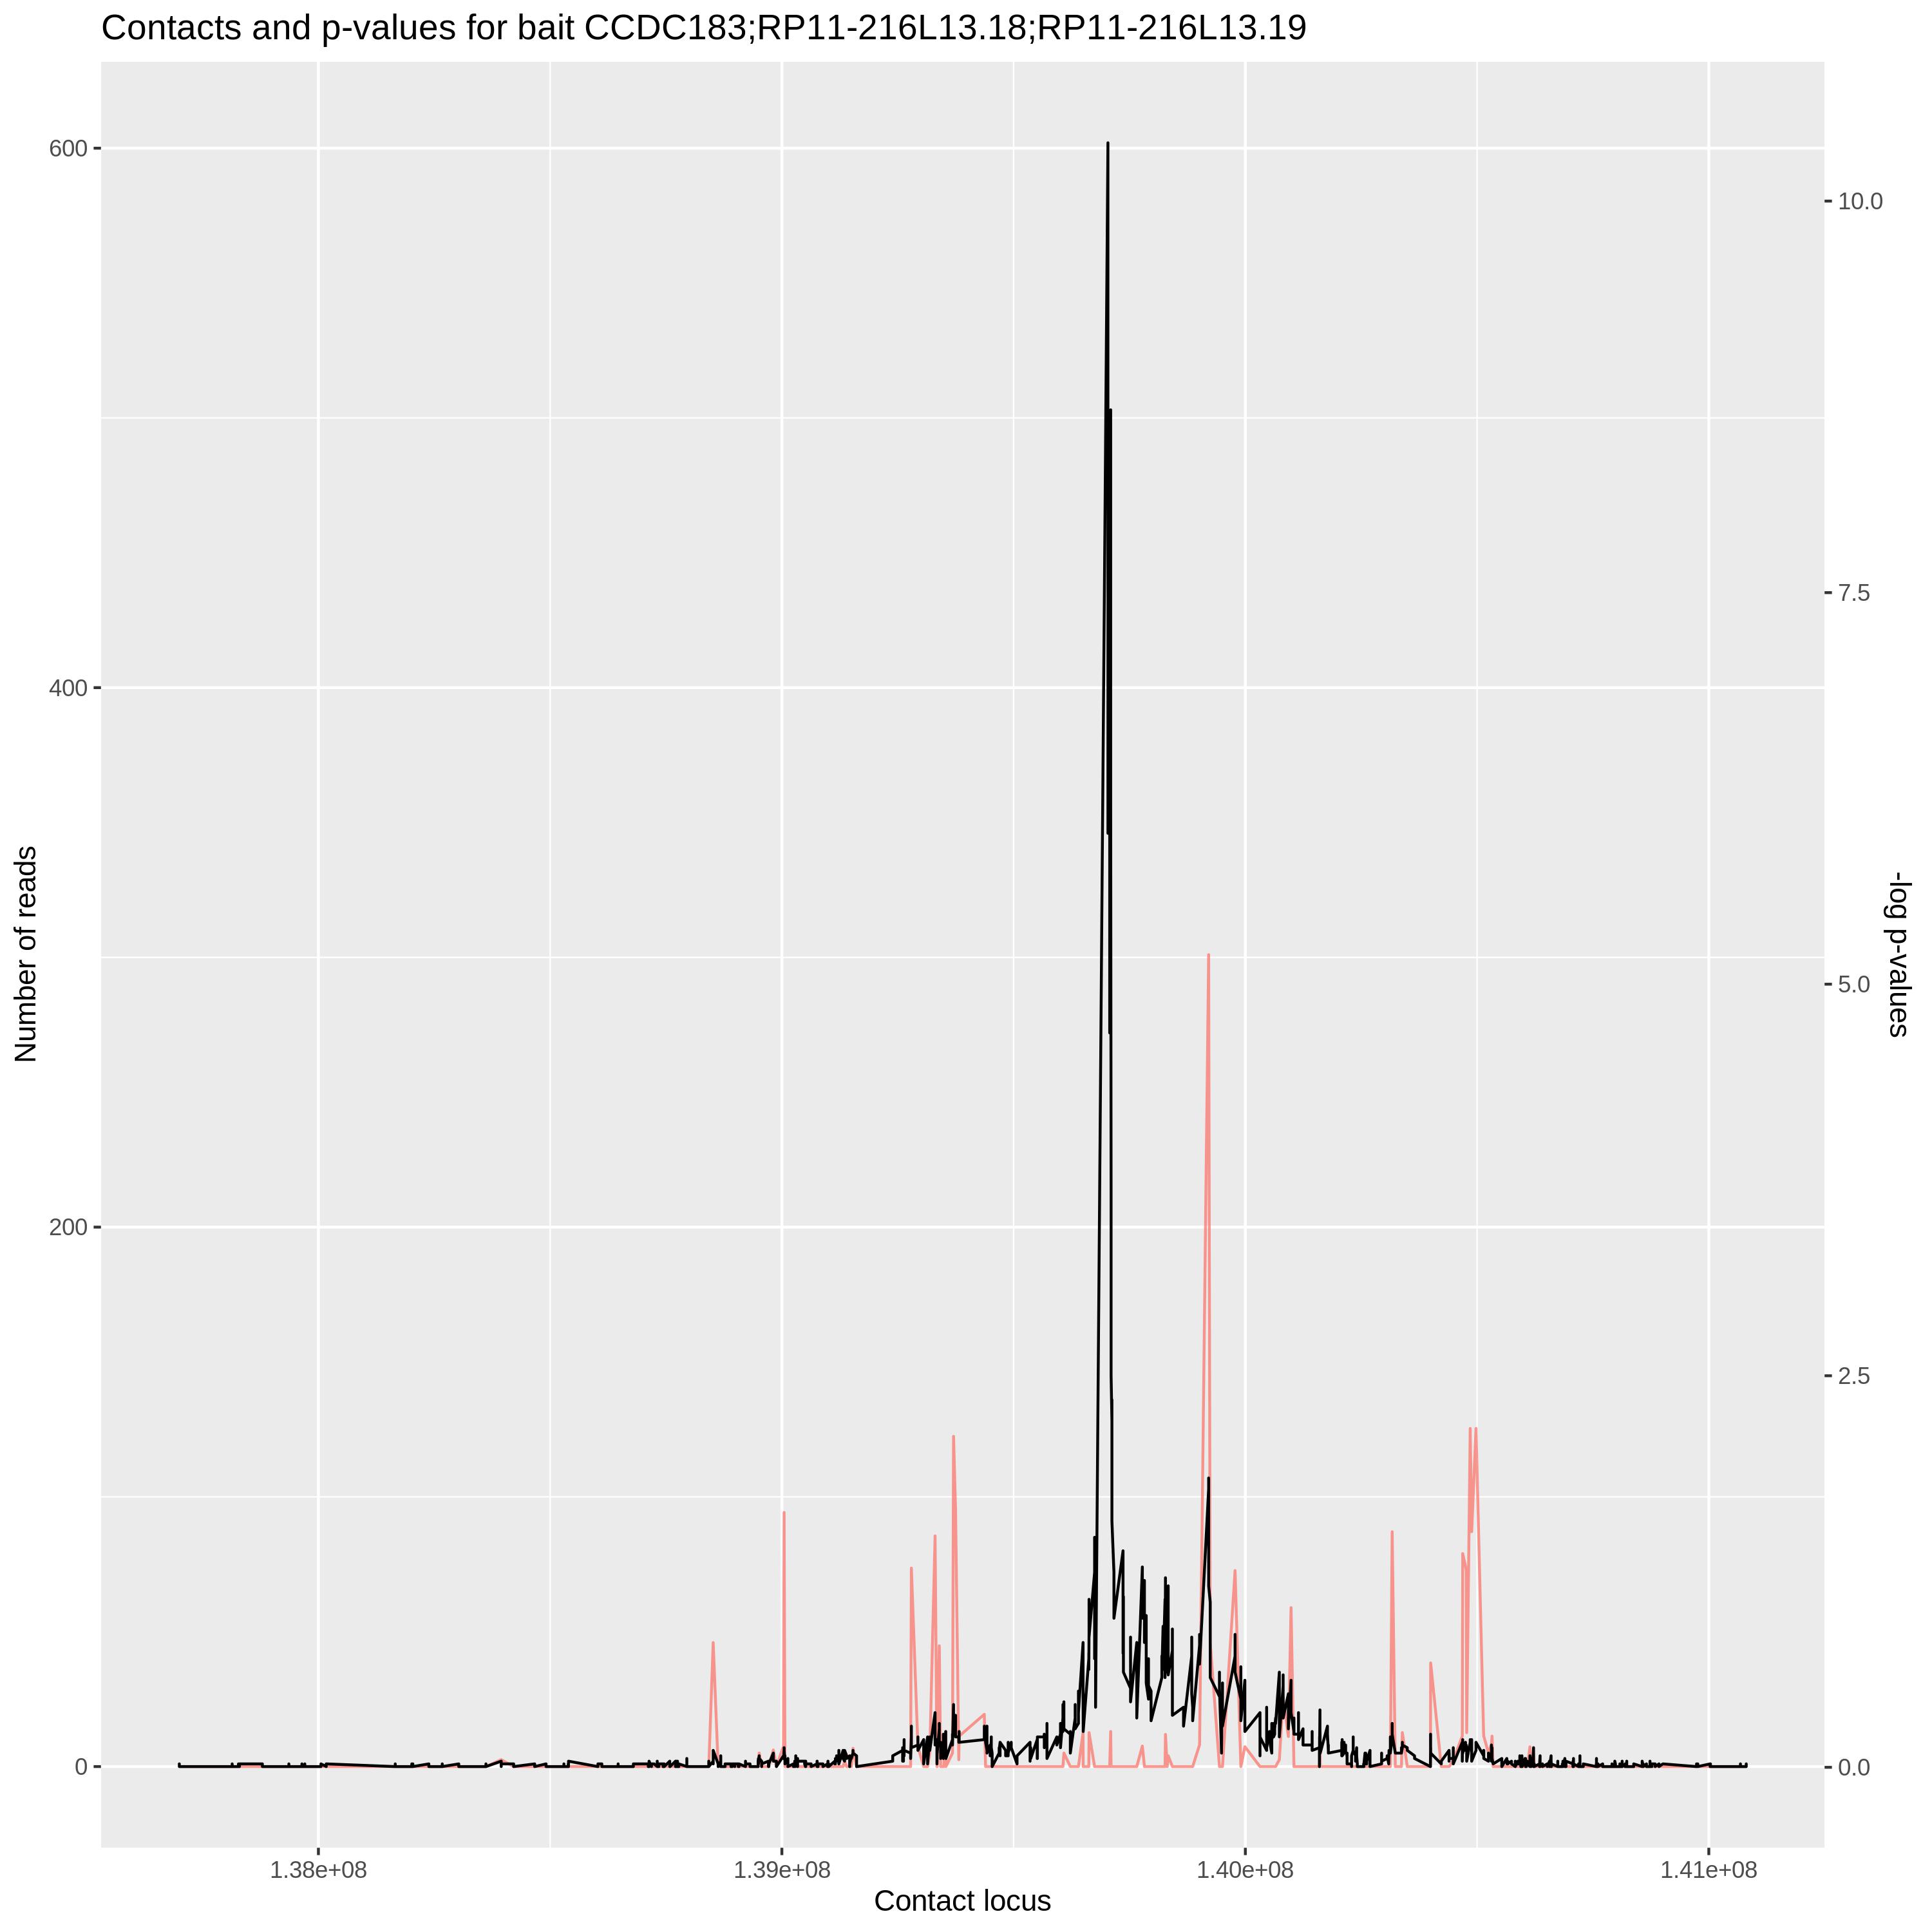 Contacts and p-values for bait CCDC183;RP11-216L13.18;RP11-216L13.19
600
400
200
0
Number of reads
10.0
7.5
5.0
2.5
0.0
-log p-values
1.38e+08
1.39e+08
1.40e+08
1.41e+08
Contact locus